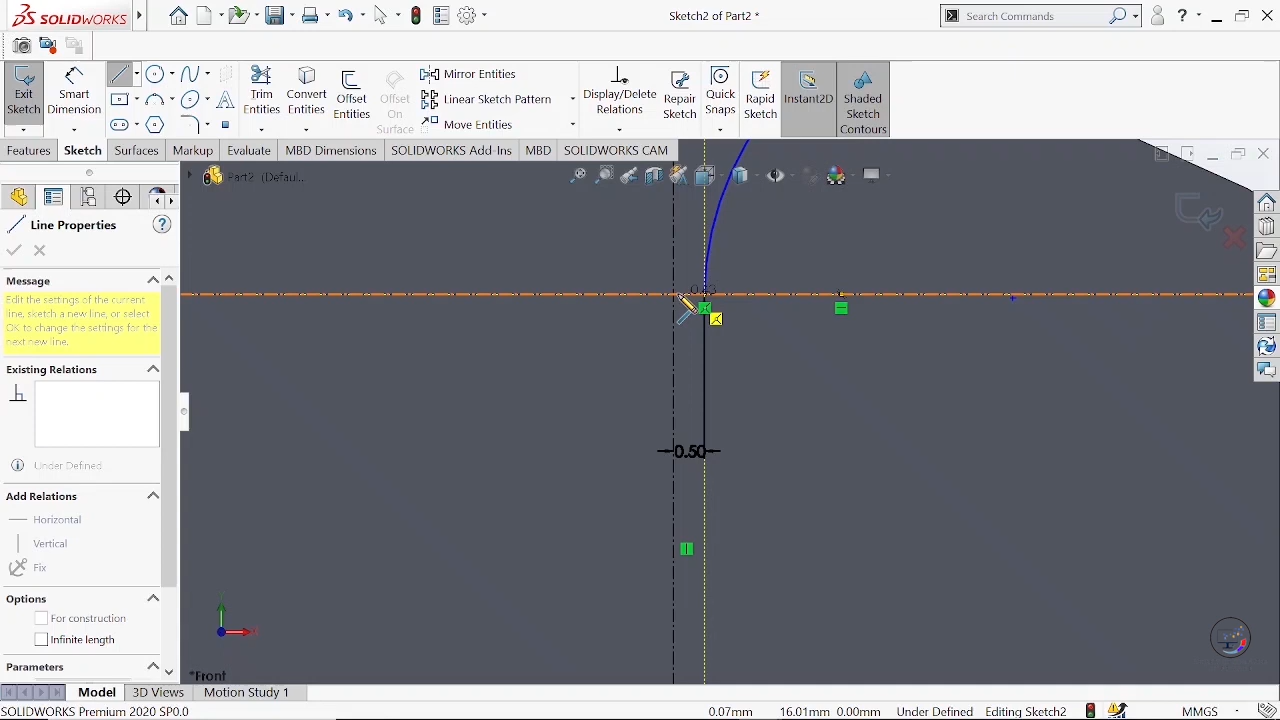 SOLIDWORKS
Sketch2 of Part2 *
Search Commands
?
Exit Sketch
Smart Dimension
Trim Entities
Convert Entities
Offset Entities
Offset On Surface
Mirror Entities
Linear Sketch Pattern
Move Entities
Display/Delete Relations
Repair Sketch
Quick Snaps
Rapid Sketch
Instant2D
Shaded Sketch Contours
Features
Sketch
Surfaces
Markup
Evaluate
MBD Dimensions
SOLIDWORKS Add-Ins
MBD
SOLIDWORKS CAM
Part2 (Defaul...
Line Properties
?
Message
Edit the settings of the current
line, sketch a new line, or select
OK to change the settings for the
next new line.
Existing Relations
Under Defined
Add Relations
Horizontal
Vertical
Fix
Options
For construction
Infinite length
Parameters
0.50
*Front
Model
3D Views
Motion Study 1
SOLIDWORKS Premium 2020 SP0.0
0.07mm
16.01mm 0.00mm
Under Defined
Editing Sketch2
MMGS